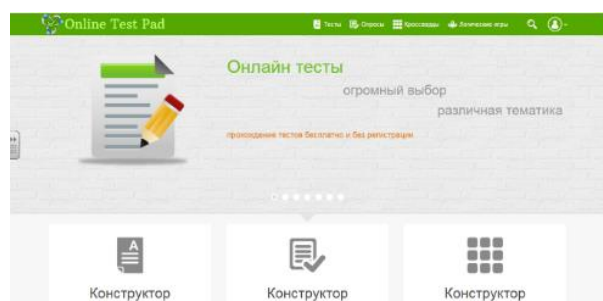 Online Test Pad
Тесты Опросы Кроссворды Логические игры
Онлайн тесты
огромный выбор
различная тематика
прохождение тестов бесплатно и без регистрации
A
Конструктор Конструктор Конструктор